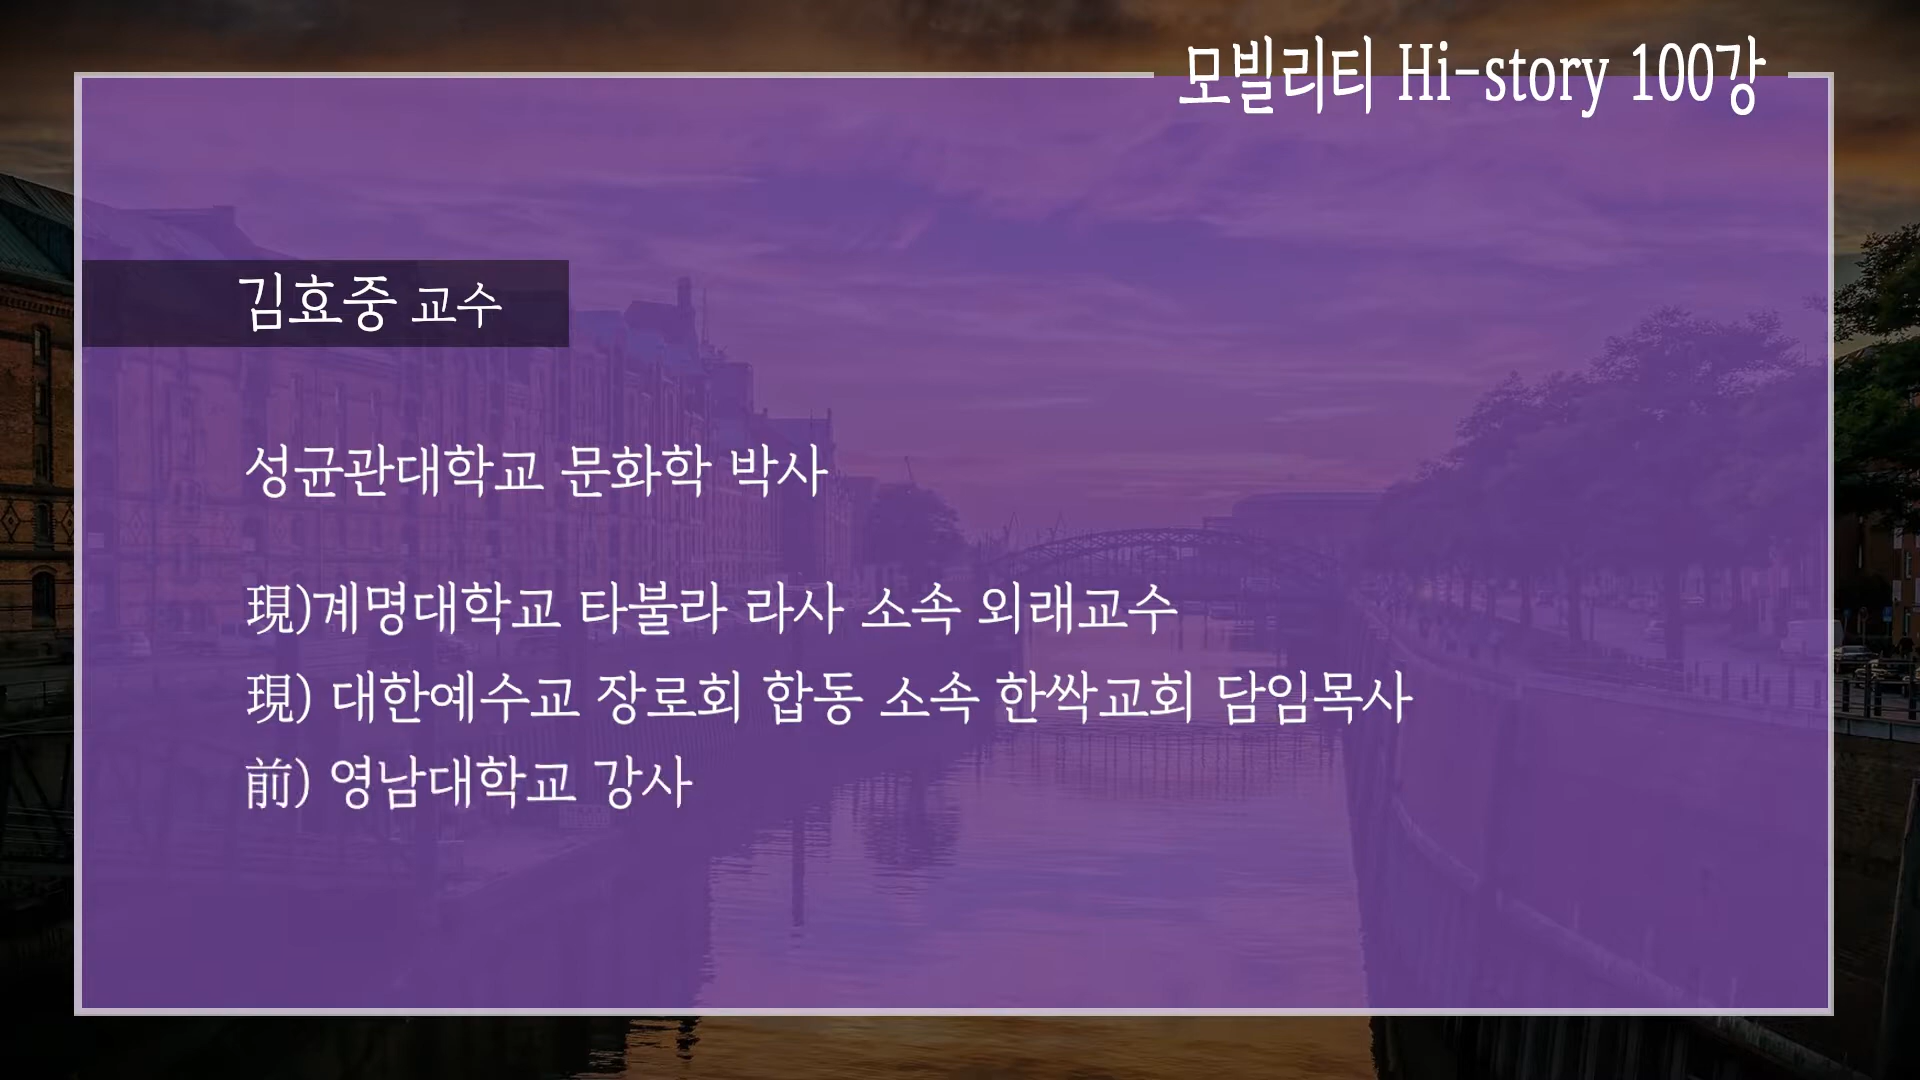 모빌리티 Hi-story 100강
김효중 교수
성균관대학교 문화학 박사
現)계명대학교 타불라 라사 소속 외래교수
現) 대한예수교 장로회 합동 소속 한싹교회 담임목사
前) 영남대학교 강사